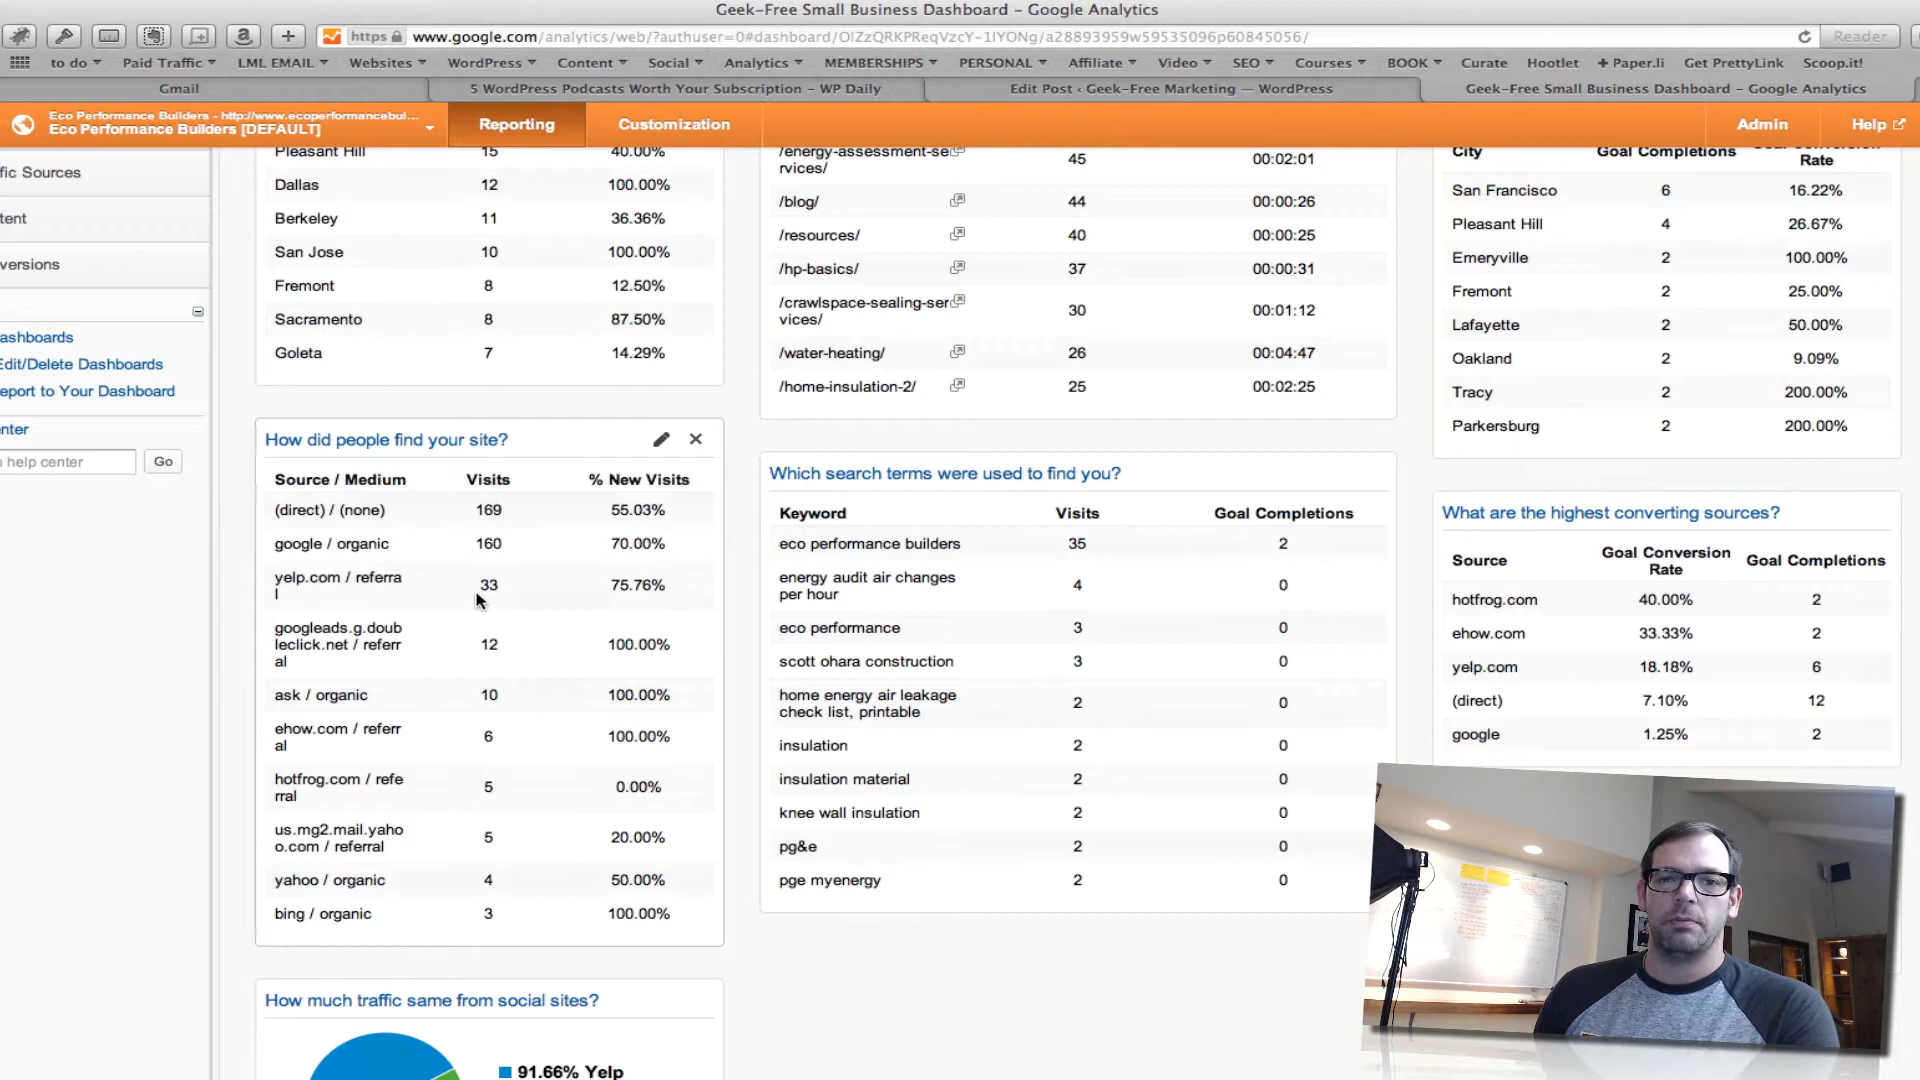 Geek-Free Small Business Dashboard – Google Analytics
https www.google.com/analytics/web/?authuser=0#dashboard/OlZzQRKPReqVzcY-1IYONg/a28893959w59535096p60845056/ Reader
to do Paid Traffic LML EMAIL Websites WordPress Content Social Analytics MEMBERSHIPS PERSONAL Affiliate Video SEO Courses BOOK Curate Hootlet + Paper.li Get PrettyLink Scoop.it!
Gmail 5 WordPress Podcasts Worth Your Subscription – WP Daily Edit Post ‹ Geek-Free Marketing — WordPress Geek-Free Small Business Dashboard – Google Analytics
Eco Performance Builders - http://www.ecoperformancebuil...
Eco Performance Builders [DEFAULT]
Reporting Customization Admin Help
fic Sources
tent
versions
ashboards
Edit/Delete Dashboards
eport to Your Dashboard
enter
help center Go
Pleasant Hill 15 40.00%
Dallas 12 100.00%
Berkeley 11 36.36%
San Jose 10 100.00%
Fremont 8 12.50%
Sacramento 8 87.50%
Goleta 7 14.29%
How did people find your site?
Source / Medium Visits % New Visits
(direct) / (none) 169 55.03%
google / organic 160 70.00%
yelp.com / referra
l 33 75.76%
googleads.g.doub
leclick.net / referr
al 12 100.00%
ask / organic 10 100.00%
ehow.com / referr
al 6 100.00%
hotfrog.com / refe
rral 5 0.00%
us.mg2.mail.yaho
o.com / referral 5 20.00%
yahoo / organic 4 50.00%
bing / organic 3 100.00%
How much traffic same from social sites?
91.66% Yelp
/energy-assessment-se
rvices/ 45 00:02:01
/blog/ 44 00:00:26
/resources/ 40 00:00:25
/hp-basics/ 37 00:00:31
/crawlspace-sealing-ser
vices/ 30 00:01:12
/water-heating/ 26 00:04:47
/home-insulation-2/ 25 00:02:25
Which search terms were used to find you?
Keyword Visits Goal Completions
eco performance builders 35 2
energy audit air changes
per hour 4 0
eco performance 3 0
scott ohara construction 3 0
home energy air leakage
check list, printable 2 0
insulation 2 0
insulation material 2 0
knee wall insulation 2 0
pg&e 2 0
pge myenergy 2 0
City Goal Completions Goal Conversion
Rate
San Francisco 6 16.22%
Pleasant Hill 4 26.67%
Emeryville 2 100.00%
Fremont 2 25.00%
Lafayette 2 50.00%
Oakland 2 9.09%
Tracy 2 200.00%
Parkersburg 2 200.00%
What are the highest converting sources?
Source Goal Conversion
Rate Goal Completions
hotfrog.com 40.00% 2
ehow.com 33.33% 2
yelp.com 18.18% 6
(direct) 7.10% 12
google 1.25% 2